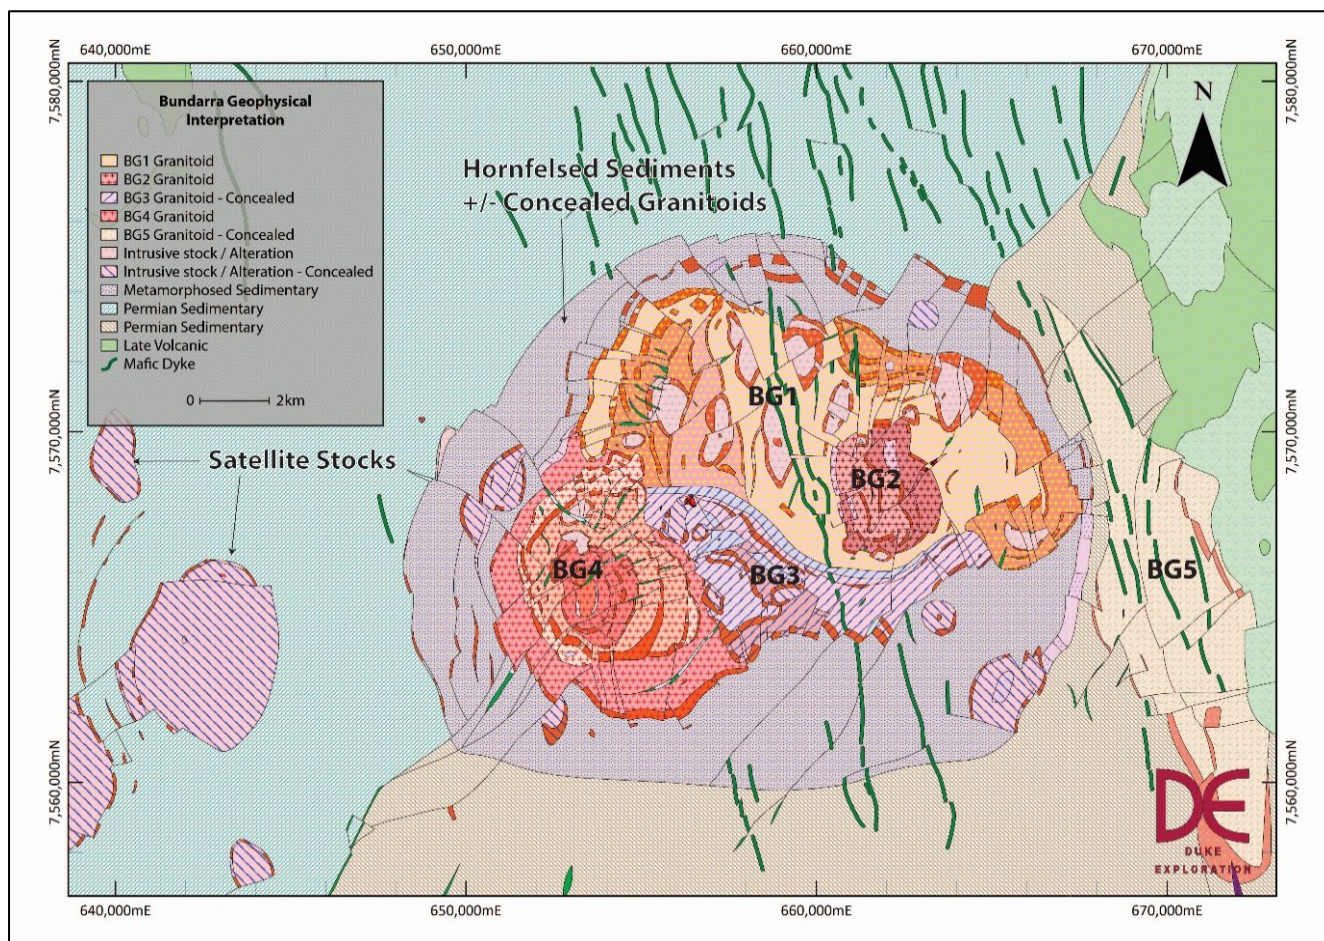 640,000mE
650,000mE
660,000mE
670,000mE
7,580,000mN
7,580,000mN
Bundarra Geophysical
Interpretation
BG1 Granitoid
BG2 Granitoid
BG3 Granitoid - Concealed
BG4 Granitoid
BG5 Granitoid - Concealed
Intrusive stock / Alteration
Intrusive stock / Alteration - Concealed
Metamorphosed Sedimentary
Permian Sedimentary
Permian Sedimentary
Late Volcanic
Mafic Dyke
0 2km
N
Hornfelsed Sediments
+/- Concealed Granitoids
BG1
7,570,000mN
7,570,000mN
Satellite Stocks
BG2
BG4
BG3
BG5
7,560,000mN
7,560,000mN
DE
DUKE
EXPLORATION
640,000mE
650,000mE
660,000mE
670,000mE